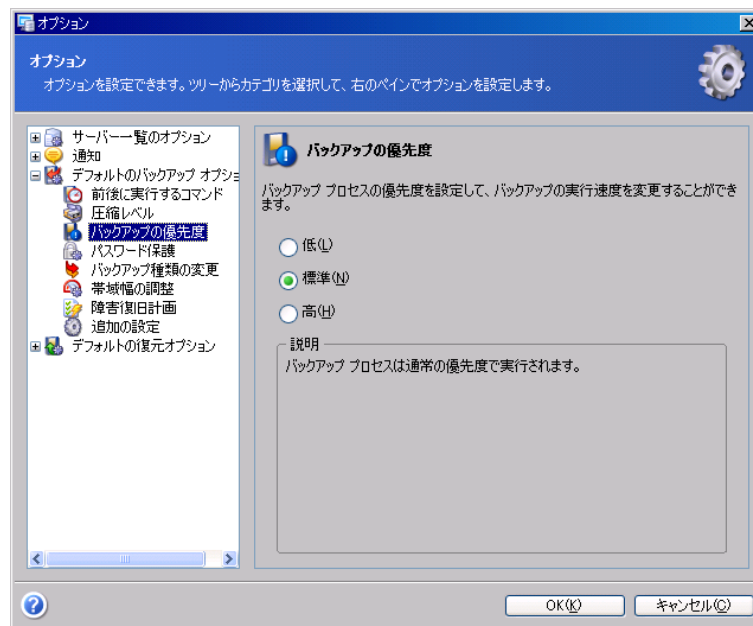 オプション
オプション
オプションを設定できます。ツリーからカテゴリを選択して、右のペインでオプションを設定します。
サーバー一覧のオプション
通知
デフォルトのバックアップ オプショ
前後に実行するコマンド
圧縮レベル
バックアップの優先度
パスワード保護
バックアップ種類の変更
帯域幅の調整
障害復旧計画
追加の設定
デフォルトの復元オプション
バックアップの優先度
バックアップ プロセスの優先度を設定して、バックアップの実行速度を変更することができ
ます。
低(L)
標準(N)
高(H)
説明
バックアップ プロセスは通常の優先度で実行されます。
OK(K)
キャンセル(C)